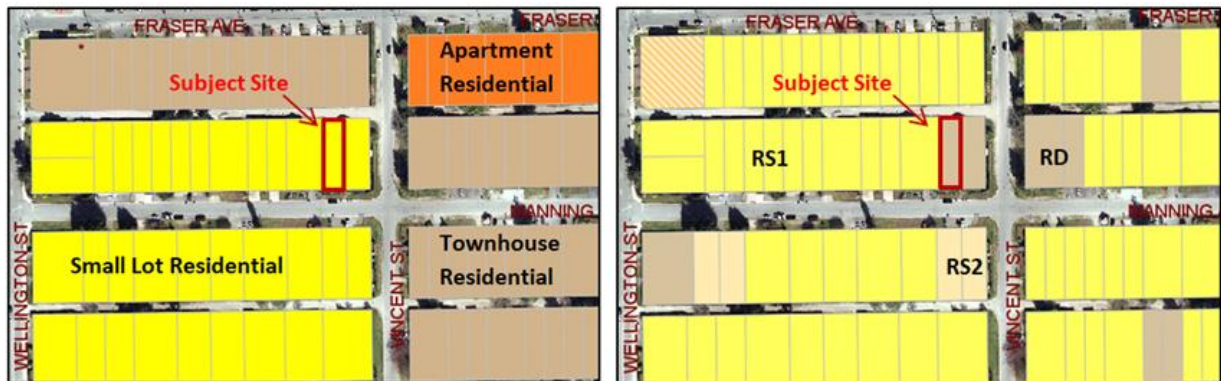 FRASER AVE
FRASER
Apartment
Residential
Subject Site
MANNING
Small Lot Residential
Townhouse
Residential
WELLINGTON ST
VINCENT ST
FRASER AVE
FRASER
Subject Site
RS1
RD
MANNING
RS2
WELLINGTON ST
VINCENT ST